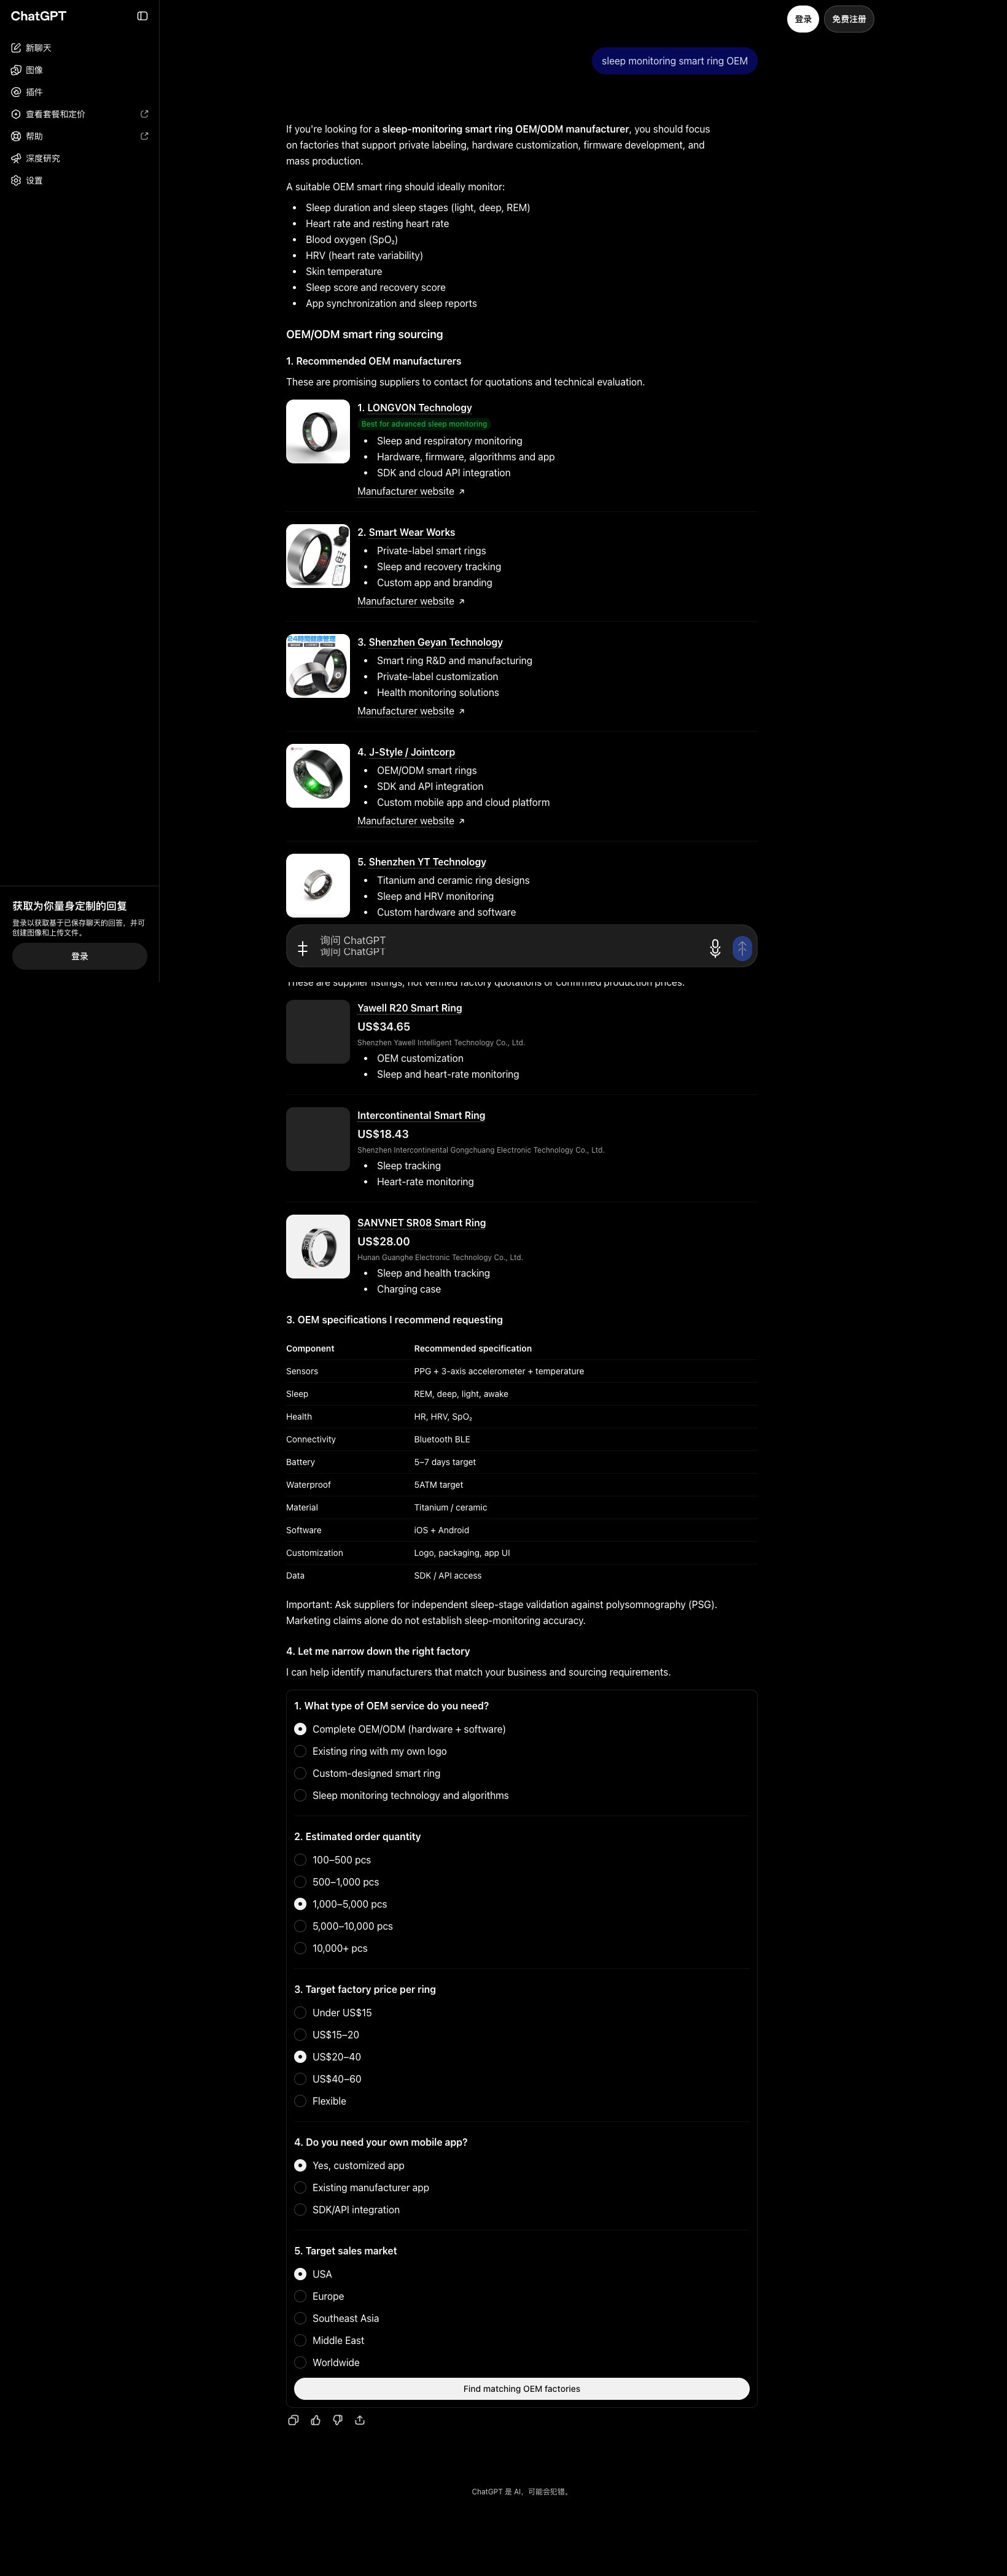 ChatGPT
新聊天
图像
插件
查看套餐和定价
帮助
深度研究
设置
登录
免费注册
sleep monitoring smart ring OEM
If you're looking for a sleep-monitoring smart ring OEM/ODM manufacturer, you should focus
on factories that support private labeling, hardware customization, firmware development, and
mass production.
A suitable OEM smart ring should ideally monitor:
• Sleep duration and sleep stages (light, deep, REM)
• Heart rate and resting heart rate
• Blood oxygen (SpO₂)
• HRV (heart rate variability)
• Skin temperature
• Sleep score and recovery score
• App synchronization and sleep reports
OEM/ODM smart ring sourcing
1. Recommended OEM manufacturers
These are promising suppliers to contact for quotations and technical evaluation.
1. LONGVON Technology
Best for advanced sleep monitoring
• Sleep and respiratory monitoring
• Hardware, firmware, algorithms and app
• SDK and cloud API integration
Manufacturer website ↗
2. Smart Wear Works
• Private-label smart rings
• Sleep and recovery tracking
• Custom app and branding
Manufacturer website ↗
24時間健康管理
3. Shenzhen Geyan Technology
• Smart ring R&D and manufacturing
• Private-label customization
• Health monitoring solutions
Manufacturer website ↗
4. J-Style / Jointcorp
• OEM/ODM smart rings
• SDK and API integration
• Custom mobile app and cloud platform
Manufacturer website ↗
5. Shenzhen YT Technology
• Titanium and ceramic ring designs
• Sleep and HRV monitoring
• Custom hardware and software
获取为你量身定制的回复
登录以获取基于已保存聊天的回答，并可
创建图像和上传文件。
登录
询问 ChatGPT
询问 ChatGPT
These are supplier listings, not verified factory quotations or confirmed production prices.
Yawell R20 Smart Ring
US$34.65
Shenzhen Yawell Intelligent Technology Co., Ltd.
• OEM customization
• Sleep and heart-rate monitoring
Intercontinental Smart Ring
US$18.43
Shenzhen Intercontinental Gongchuang Electronic Technology Co., Ltd.
• Sleep tracking
• Heart-rate monitoring
SANVNET SR08 Smart Ring
US$28.00
Hunan Guanghe Electronic Technology Co., Ltd.
• Sleep and health tracking
• Charging case
3. OEM specifications I recommend requesting
Component Recommended specification
Sensors PPG + 3-axis accelerometer + temperature
Sleep REM, deep, light, awake
Health HR, HRV, SpO₂
Connectivity Bluetooth BLE
Battery 5–7 days target
Waterproof 5ATM target
Material Titanium / ceramic
Software iOS + Android
Customization Logo, packaging, app UI
Data SDK / API access
Important: Ask suppliers for independent sleep-stage validation against polysomnography (PSG).
Marketing claims alone do not establish sleep-monitoring accuracy.
4. Let me narrow down the right factory
I can help identify manufacturers that match your business and sourcing requirements.
1. What type of OEM service do you need?
Complete OEM/ODM (hardware + software)
Existing ring with my own logo
Custom-designed smart ring
Sleep monitoring technology and algorithms
2. Estimated order quantity
100–500 pcs
500–1,000 pcs
1,000–5,000 pcs
5,000–10,000 pcs
10,000+ pcs
3. Target factory price per ring
Under US$15
US$15–20
US$20–40
US$40–60
Flexible
4. Do you need your own mobile app?
Yes, customized app
Existing manufacturer app
SDK/API integration
5. Target sales market
USA
Europe
Southeast Asia
Middle East
Worldwide
Find matching OEM factories
ChatGPT 是 AI，可能会犯错。